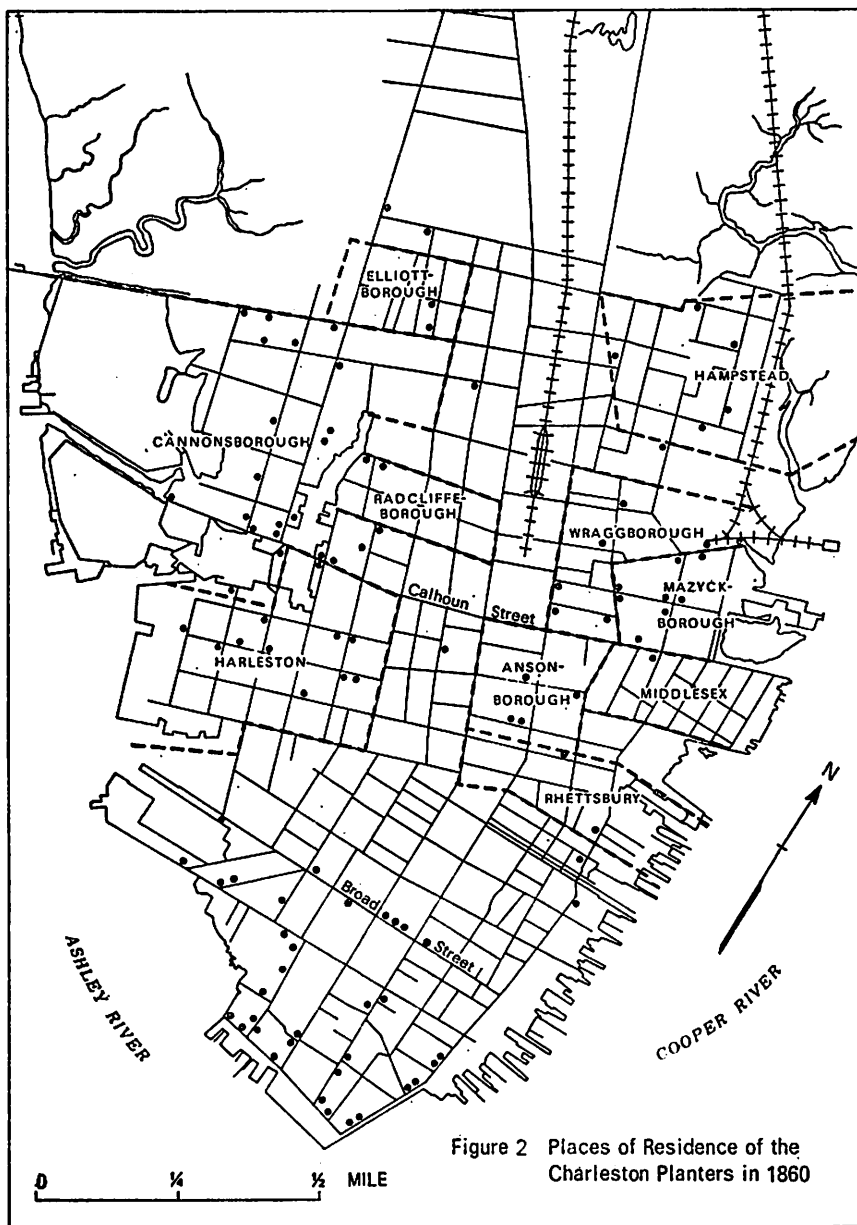 ELLIOTT-
BOROUGH
HAMPSTEAD
CANNONSBOROUGH
RADCLIFFE-
BOROUGH
WRAGGBOROUGH
MAZYCK-
BOROUGH
Calhoun Street
HARLESTON
ANSON-
BOROUGH
MIDDLESEX
RHETTSBURY
N
Broad Street
ASHLEY RIVER
COOPER RIVER
Figure 2 Places of Residence of the
Charleston Planters in 1860
0 ¼ ½ MILE